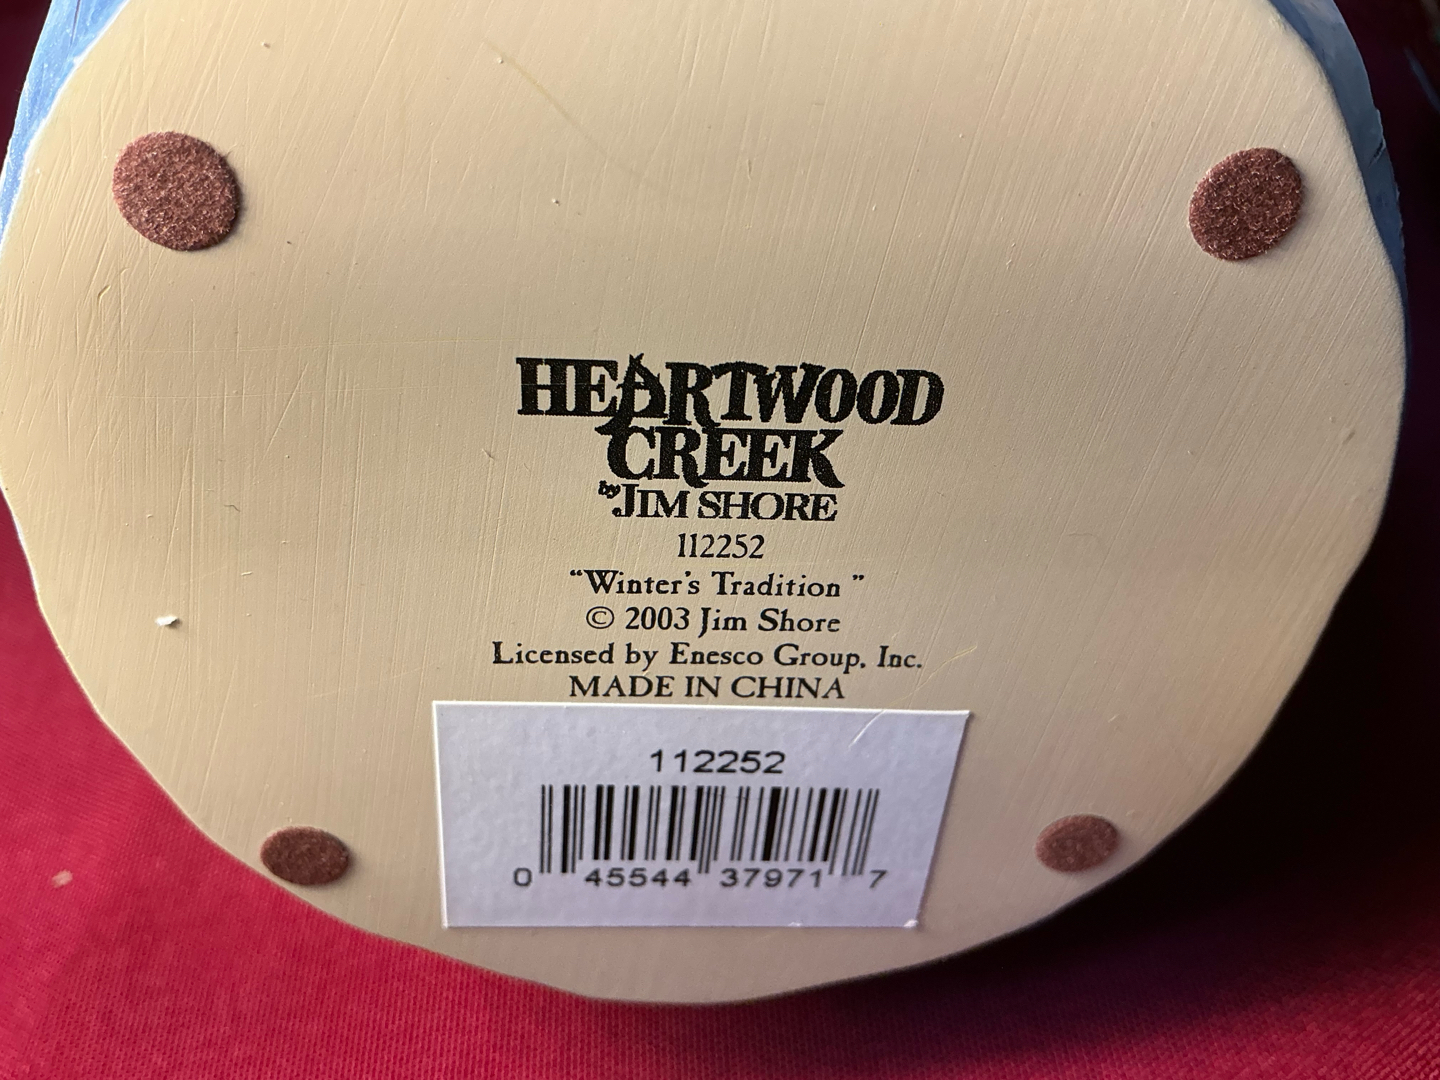 HEARTWOOD
CREEK
by JIM SHORE
112252
“Winter's Tradition ”
© 2003 Jim Shore
Licensed by Enesco Group, Inc.
MADE IN CHINA
112252
0 45544 37971 7